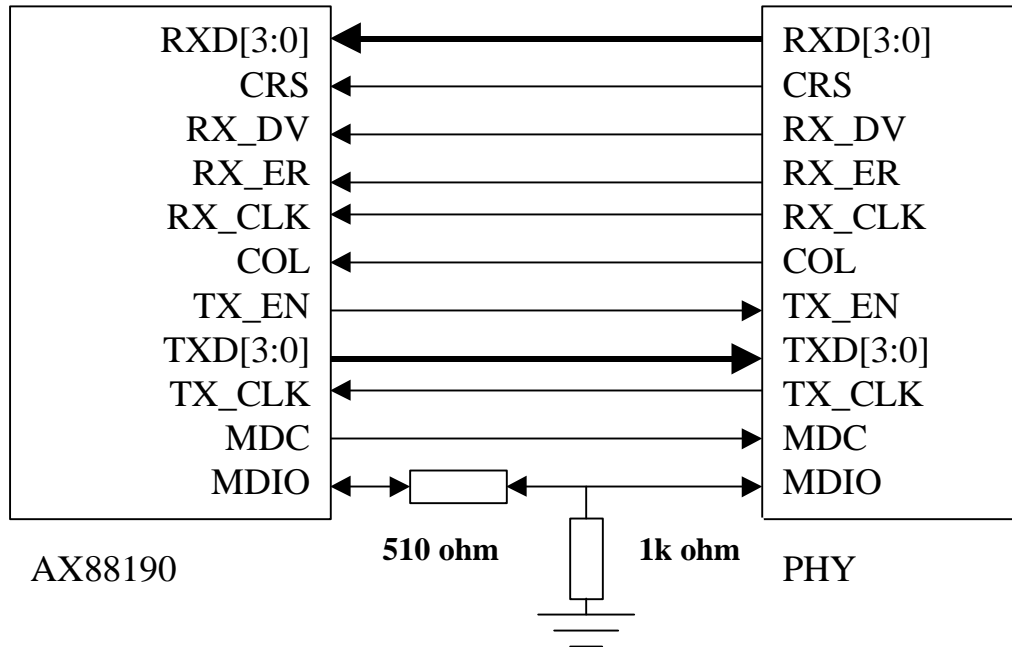 RXD[3:0] RXD[3:0]
CRS CRS
RX_DV RX_DV
RX_ER RX_ER
RX_CLK RX_CLK
COL COL
TX_EN TX_EN
TXD[3:0] TXD[3:0]
TX_CLK TX_CLK
MDC MDC
MDIO MDIO
510 ohm 1k ohm
AX88190 PHY